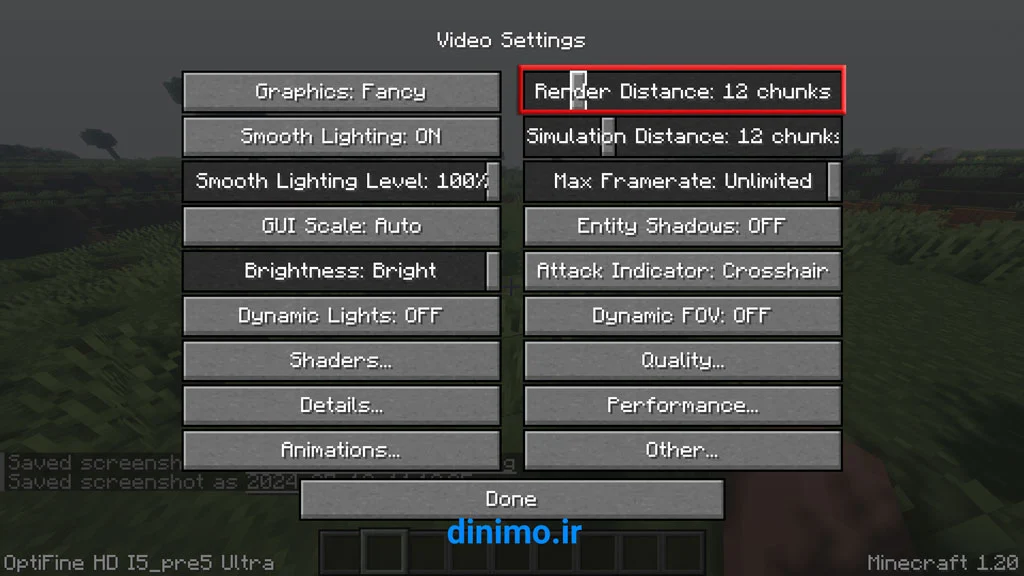 Video Settings
Graphics: Fancy
Render Distance: 12 chunks
Smooth Lighting: ON
Simulation Distance: 12 chunks
Smooth Lighting Level: 100%
Max Framerate: Unlimited
GUI Scale: Auto
Entity Shadows: OFF
Brightness: Bright
Attack Indicator: Crosshair
Dynamic Lights: OFF
Dynamic FOV: OFF
Shaders...
Quality...
Details...
Performance...
Animations...
Other...
Saved screensh
Saved screenshot as 2024
Done
dinimo.ir
OptiFine HD I5_pre5 Ultra
Minecraft 1.20